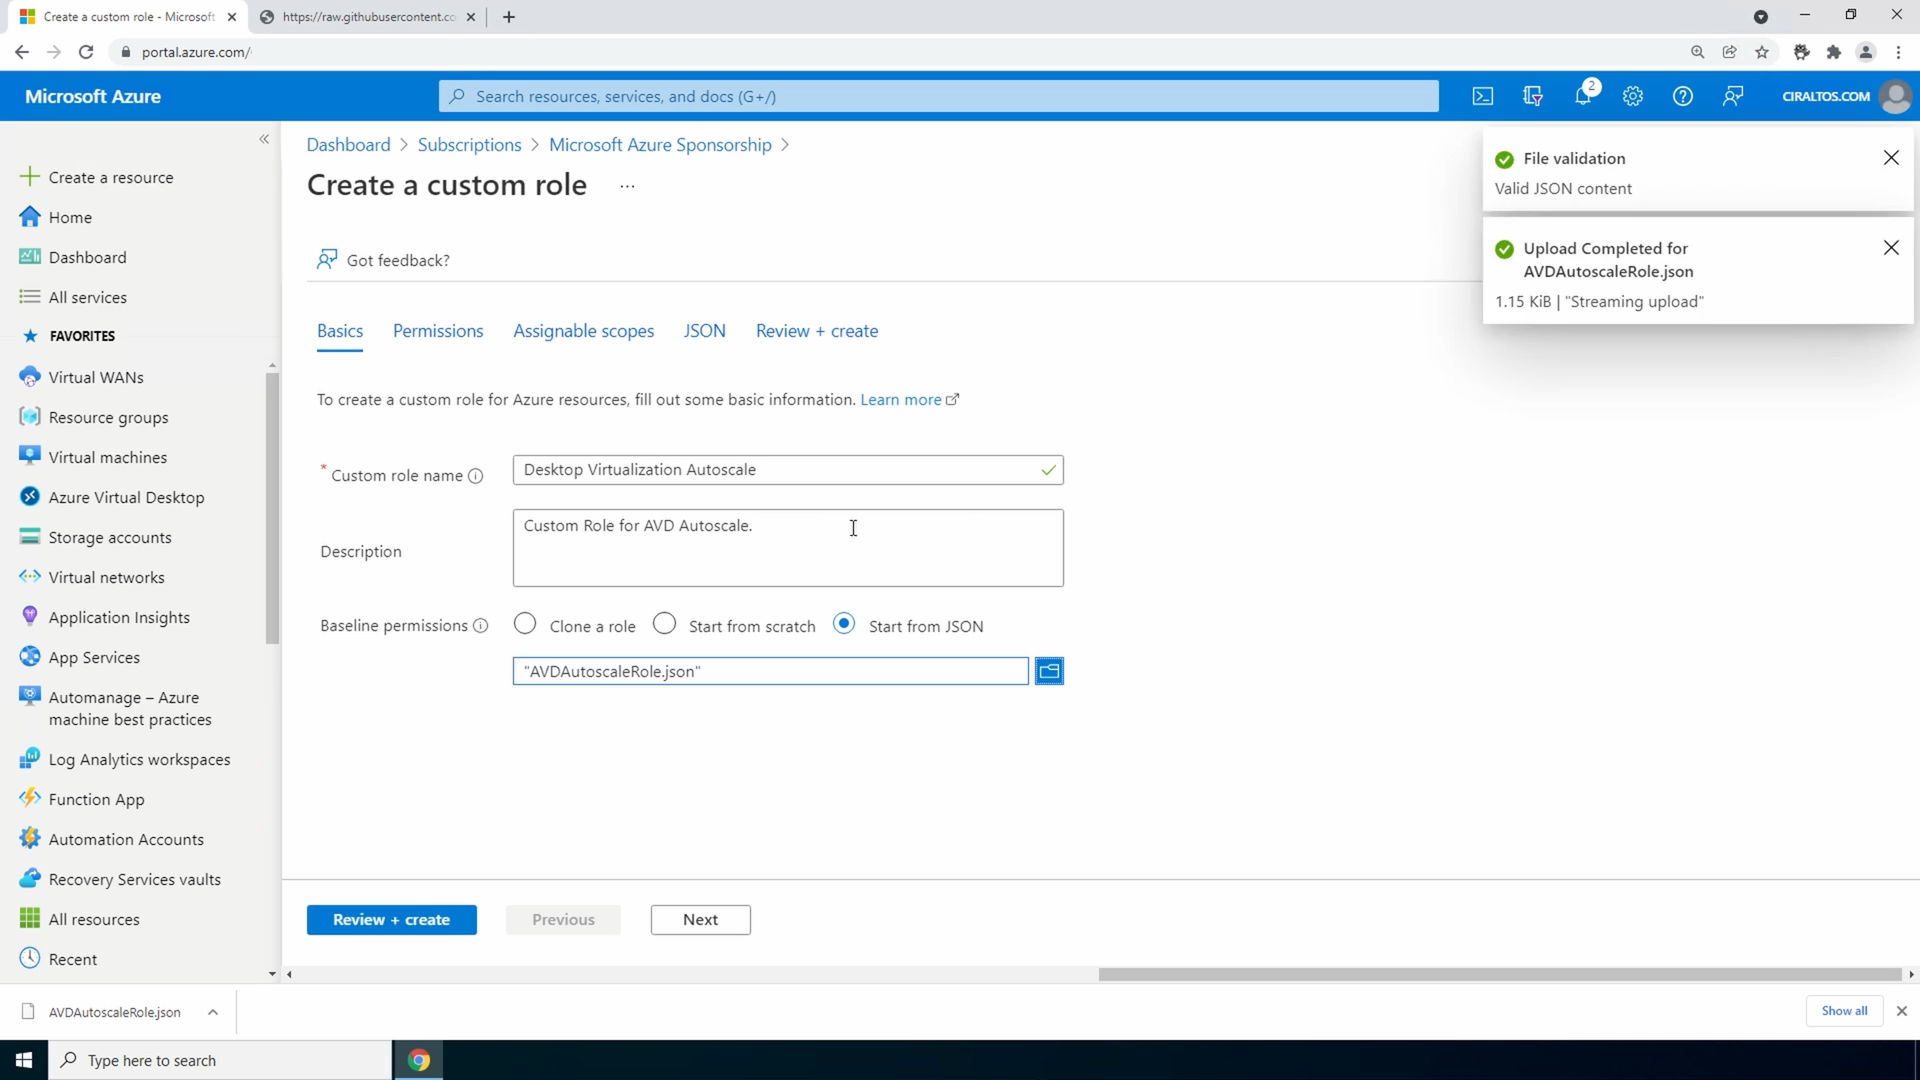 Create a custom role - Microsoft
https://raw.githubusercontent.co
portal.azure.com/
Microsoft Azure
Search resources, services, and docs (G+/)
2
CIRALTOS.COM
Create a resource
Home
Dashboard
All services
FAVORITES
Virtual WANs
Resource groups
Virtual machines
Azure Virtual Desktop
Storage accounts
Virtual networks
Application Insights
App Services
Automanage – Azure
machine best practices
Log Analytics workspaces
Function App
Automation Accounts
Recovery Services vaults
All resources
Recent
Dashboard > Subscriptions > Microsoft Azure Sponsorship >
Create a custom role ...
Got feedback?
Basics Permissions Assignable scopes JSON Review + create
To create a custom role for Azure resources, fill out some basic information. Learn more
* Custom role name
Desktop Virtualization Autoscale
Description
Custom Role for AVD Autoscale.
Baseline permissions
Clone a role Start from scratch Start from JSON
"AVDAutoscaleRole.json"
Review + create Previous Next
File validation
Valid JSON content
Upload Completed for
AVDAutoscaleRole.json
1.15 KiB | "Streaming upload"
AVDAutoscaleRole.json
Show all
Type here to search